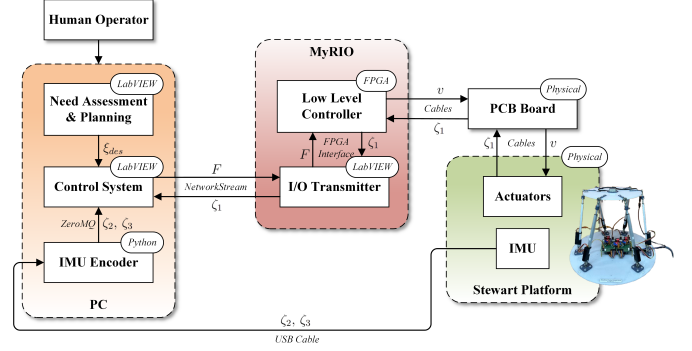 Human Operator
LabVIEW
Need Assessment
& Planning
ξ_des
LabVIEW
Control System
ZeroMQ
ζ₂, ζ₃
Python
IMU Encoder
PC
F
NetworkStream
ζ₁
MyRIO
FPGA
Low Level
Controller
F
FPGA
Interface
ζ₁
LabVIEW
I/O Transmitter
v
Cables
ζ₁
Physical
PCB Board
ζ₁
Cables
v
Physical
Actuators
IMU
Stewart Platform
ζ₂, ζ₃
USB Cable